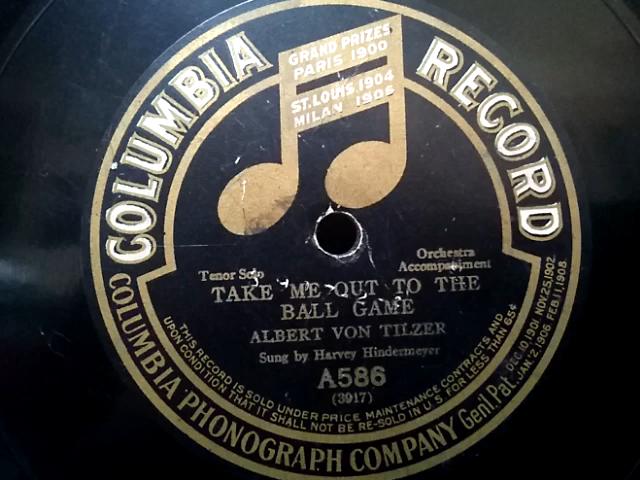 COLUMBIA RECORD
GRAND PRIZES
PARIS 1900
ST. LOUIS, 1904
MILAN 1906
Tenor Solo
Orchestra
Accompaniment
TAKE ME OUT TO THE
BALL GAME
ALBERT VON TILZER
Sung by Harvey Hindermeyer
A586
(3917)
THIS RECORD IS SOLD UNDER PRICE MAINTENANCE CONTRACTS AND
UPON CONDITION THAT IT SHALL NOT BE RE-SOLD IN U.S. FOR LESS THAN 65¢
COLUMBIA PHONOGRAPH COMPANY Gen'l. Pat. DEC. 10, 1901. NOV. 25, 1902.
JAN. 2, 1906. FEB. 11, 1908.